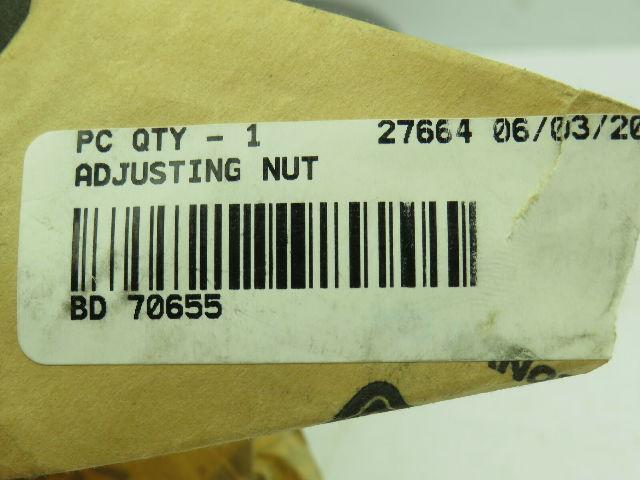 PC QTY - 1 27664 06/03/20
ADJUSTING NUT
BD 70655